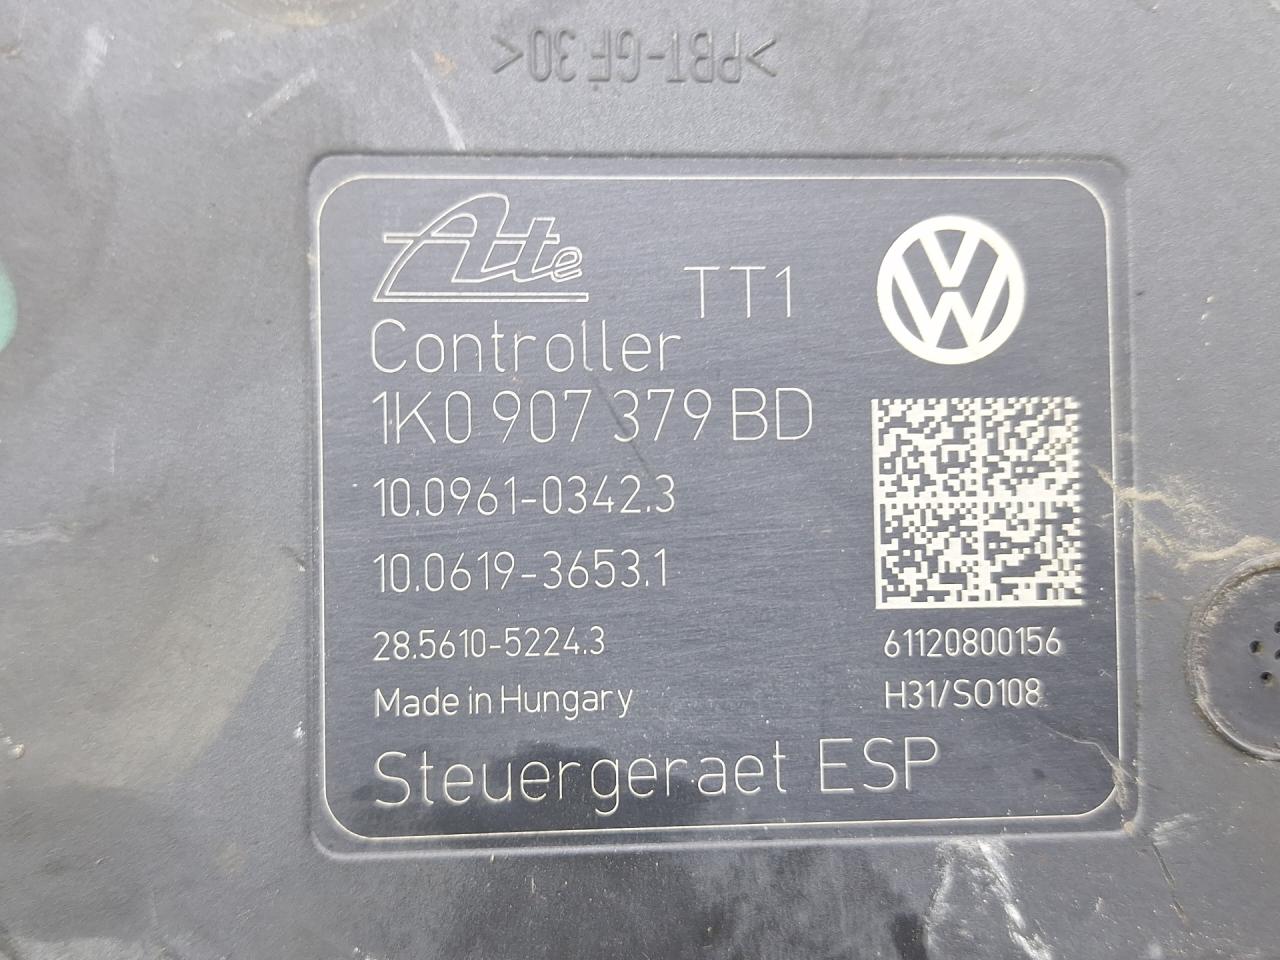 >PBT-GF 30<
Ate
TT1
Controller
1K0 907 379 BD
10.0961-0342.3
10.0619-3653.1
28.5610-5224.3
61120800156
Made in Hungary
H31/SO108
Steuergeraet ESP